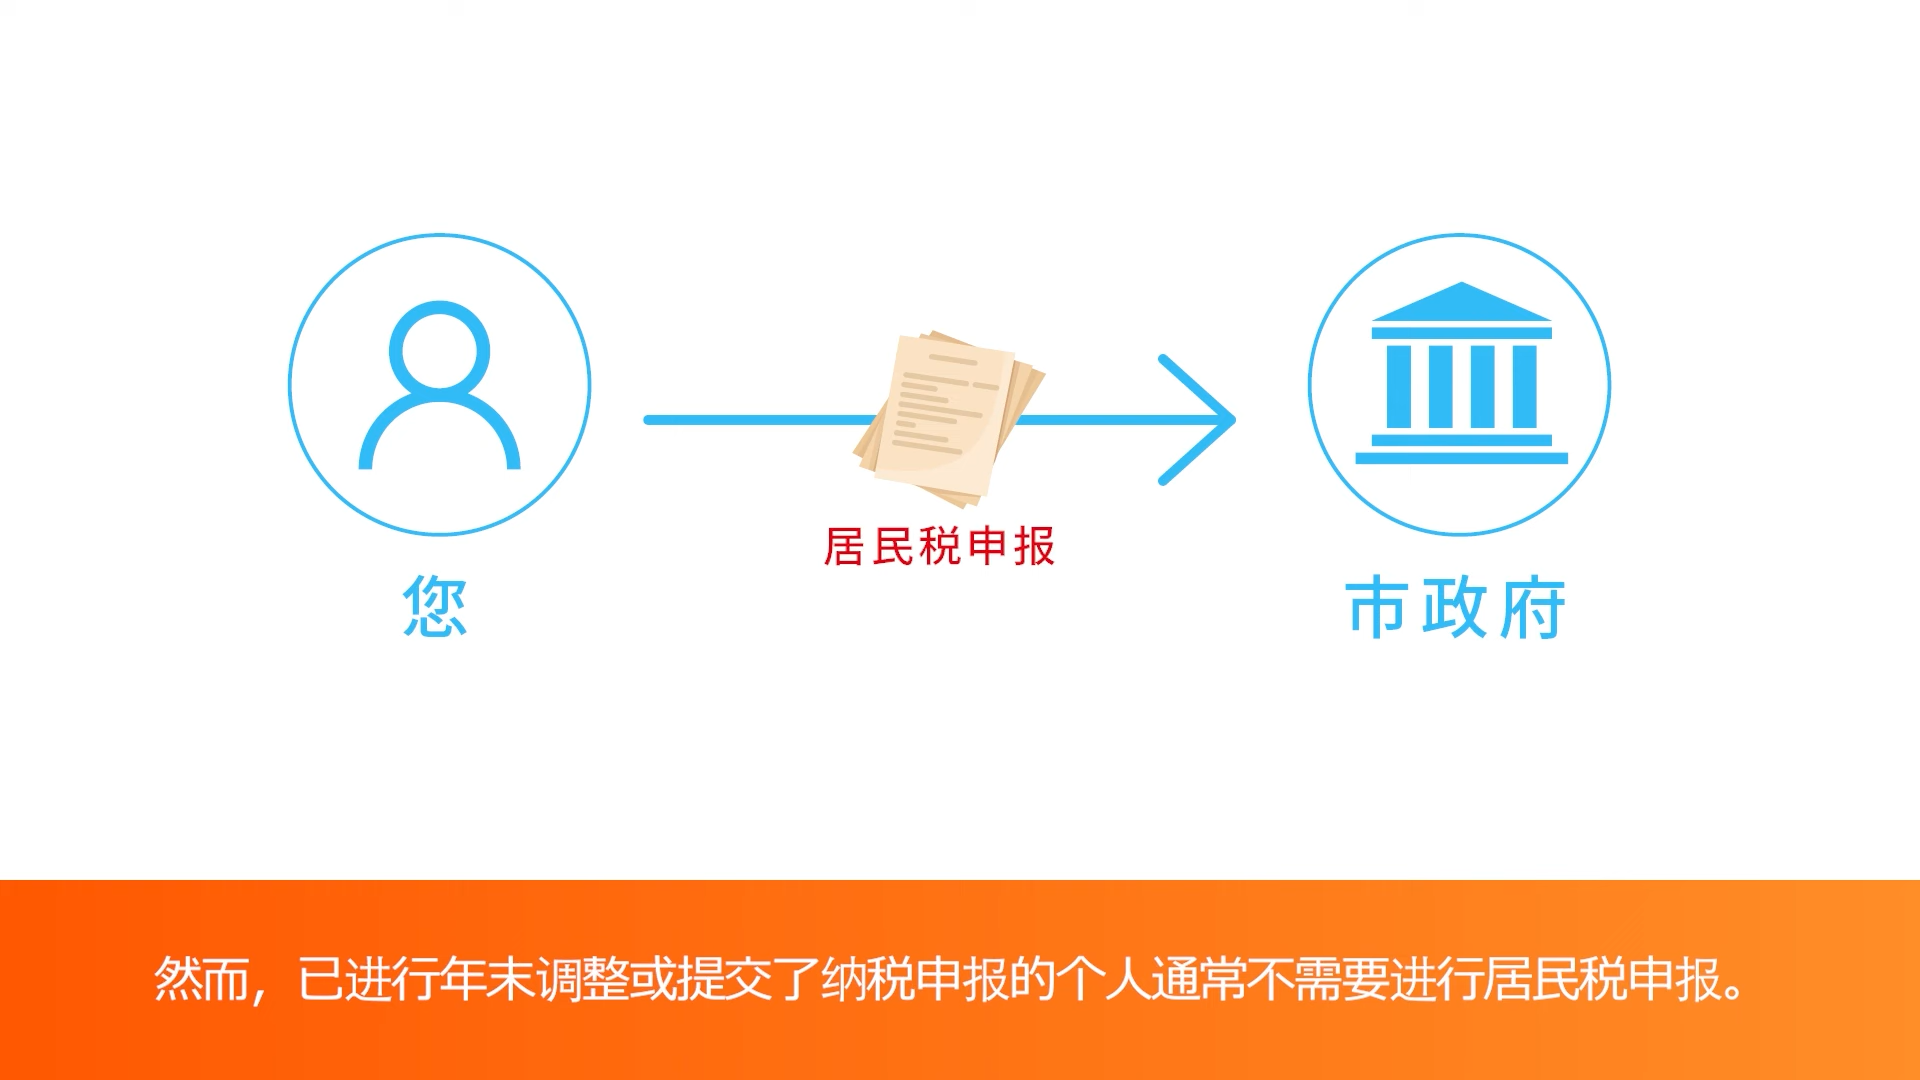 居民税申报
您
市政府
然而，已进行年末调整或提交了纳税申报的个人通常不需要进行居民税申报。